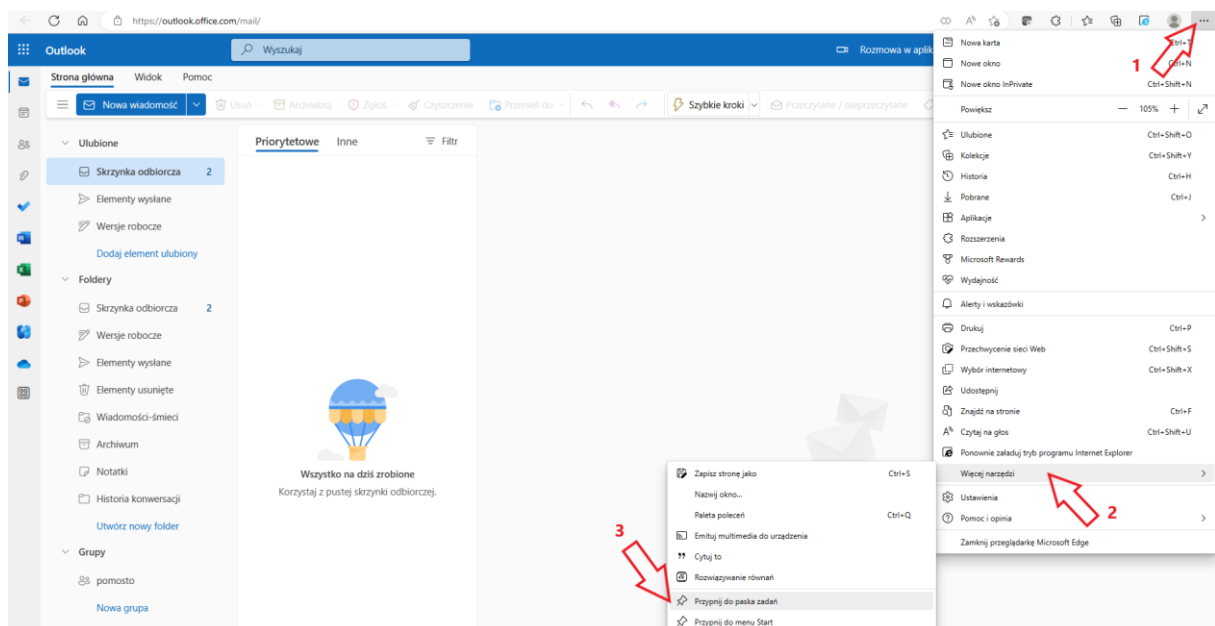 https://outlook.office.com/mail/
Outlook
Wyszukaj
Rozmowa w aplik
Strona główna Widok Pomoc
Nowa wiadomość
Usuń
Archiwizuj
Zgłoś
Czyszczenie
Przenieś do
Szybkie kroki
Przeczytane / nieprzeczytane
Ulubione
Skrzynka odbiorcza 2
Elementy wysłane
Wersje robocze
Dodaj element ulubiony
Foldery
Skrzynka odbiorcza 2
Wersje robocze
Elementy wysłane
Elementy usunięte
Wiadomości-śmieci
Archiwum
Notatki
Historia konwersacji
Utwórz nowy folder
Grupy
pomosto
Nowa grupa
Priorytetowe Inne Filtr
Wszystko na dziś zrobione
Korzystaj z pustej skrzynki odbiorczej.
Nowa karta Ctrl+T
1
Nowe okno Ctrl+N
Nowe okno InPrivate Ctrl+Shift+N
Powiększ 105%
Ulubione Ctrl+Shift+O
Kolekcje Ctrl+Shift+Y
Historia Ctrl+H
Pobrane Ctrl+J
Aplikacje
Rozszerzenia
Microsoft Rewards
Wydajność
Alerty i wskazówki
Drukuj Ctrl+P
Przechwycenie sieci Web Ctrl+Shift+S
Wybór internetowy Ctrl+Shift+X
Udostępnij
Znajdź na stronie Ctrl+F
Czytaj na głos Ctrl+Shift+U
Ponownie załaduj tryb programu Internet Explorer
Więcej narzędzi
Ustawienia
2
Pomoc i opinia
Zamknij przeglądarkę Microsoft Edge
Zapisz stronę jako Ctrl+S
Nazwij okno...
Paleta poleceń Ctrl+Q
3
Emituj multimedia do urządzenia
Cytuj to
Rozwiązywanie równań
Przypnij do paska zadań
Przypnij do menu Start